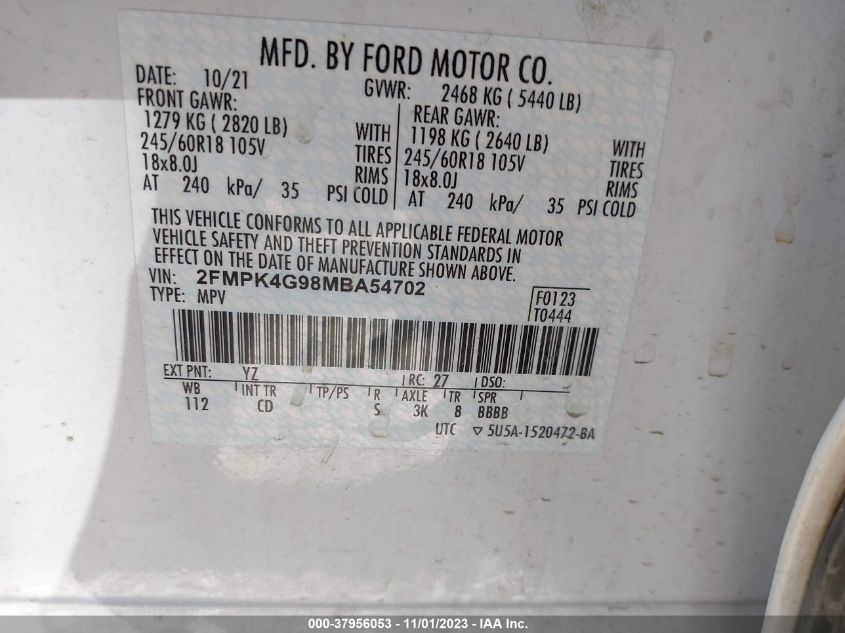 MFD. BY FORD MOTOR CO.
DATE: 10/21 GVWR: 2468 KG ( 5440 LB)
FRONT GAWR: REAR GAWR:
1279 KG ( 2820 LB) WITH 1198 KG ( 2640 LB) WITH
245/60R18 105V TIRES 245/60R18 105V TIRES
18x8.0J RIMS 18x8.0J RIMS
AT 240 kPa/ 35 PSI COLD AT 240 kPa/ 35 PSI COLD
THIS VEHICLE CONFORMS TO ALL APPLICABLE FEDERAL MOTOR
VEHICLE SAFETY AND THEFT PREVENTION STANDARDS IN
EFFECT ON THE DATE OF MANUFACTURE SHOWN ABOVE.
VIN: 2FMPK4G98MBA54702
TYPE: MPV F0123
T0444
EXT PNT: YZ RC: 27 DSO:
WB INT TR TP/PS R AXLE TR SPR
112 CD S 3K 8 BBBB
UTC ▽ 5U5A-1520472-BA
000-37956053 - 11/01/2023 - IAA Inc.